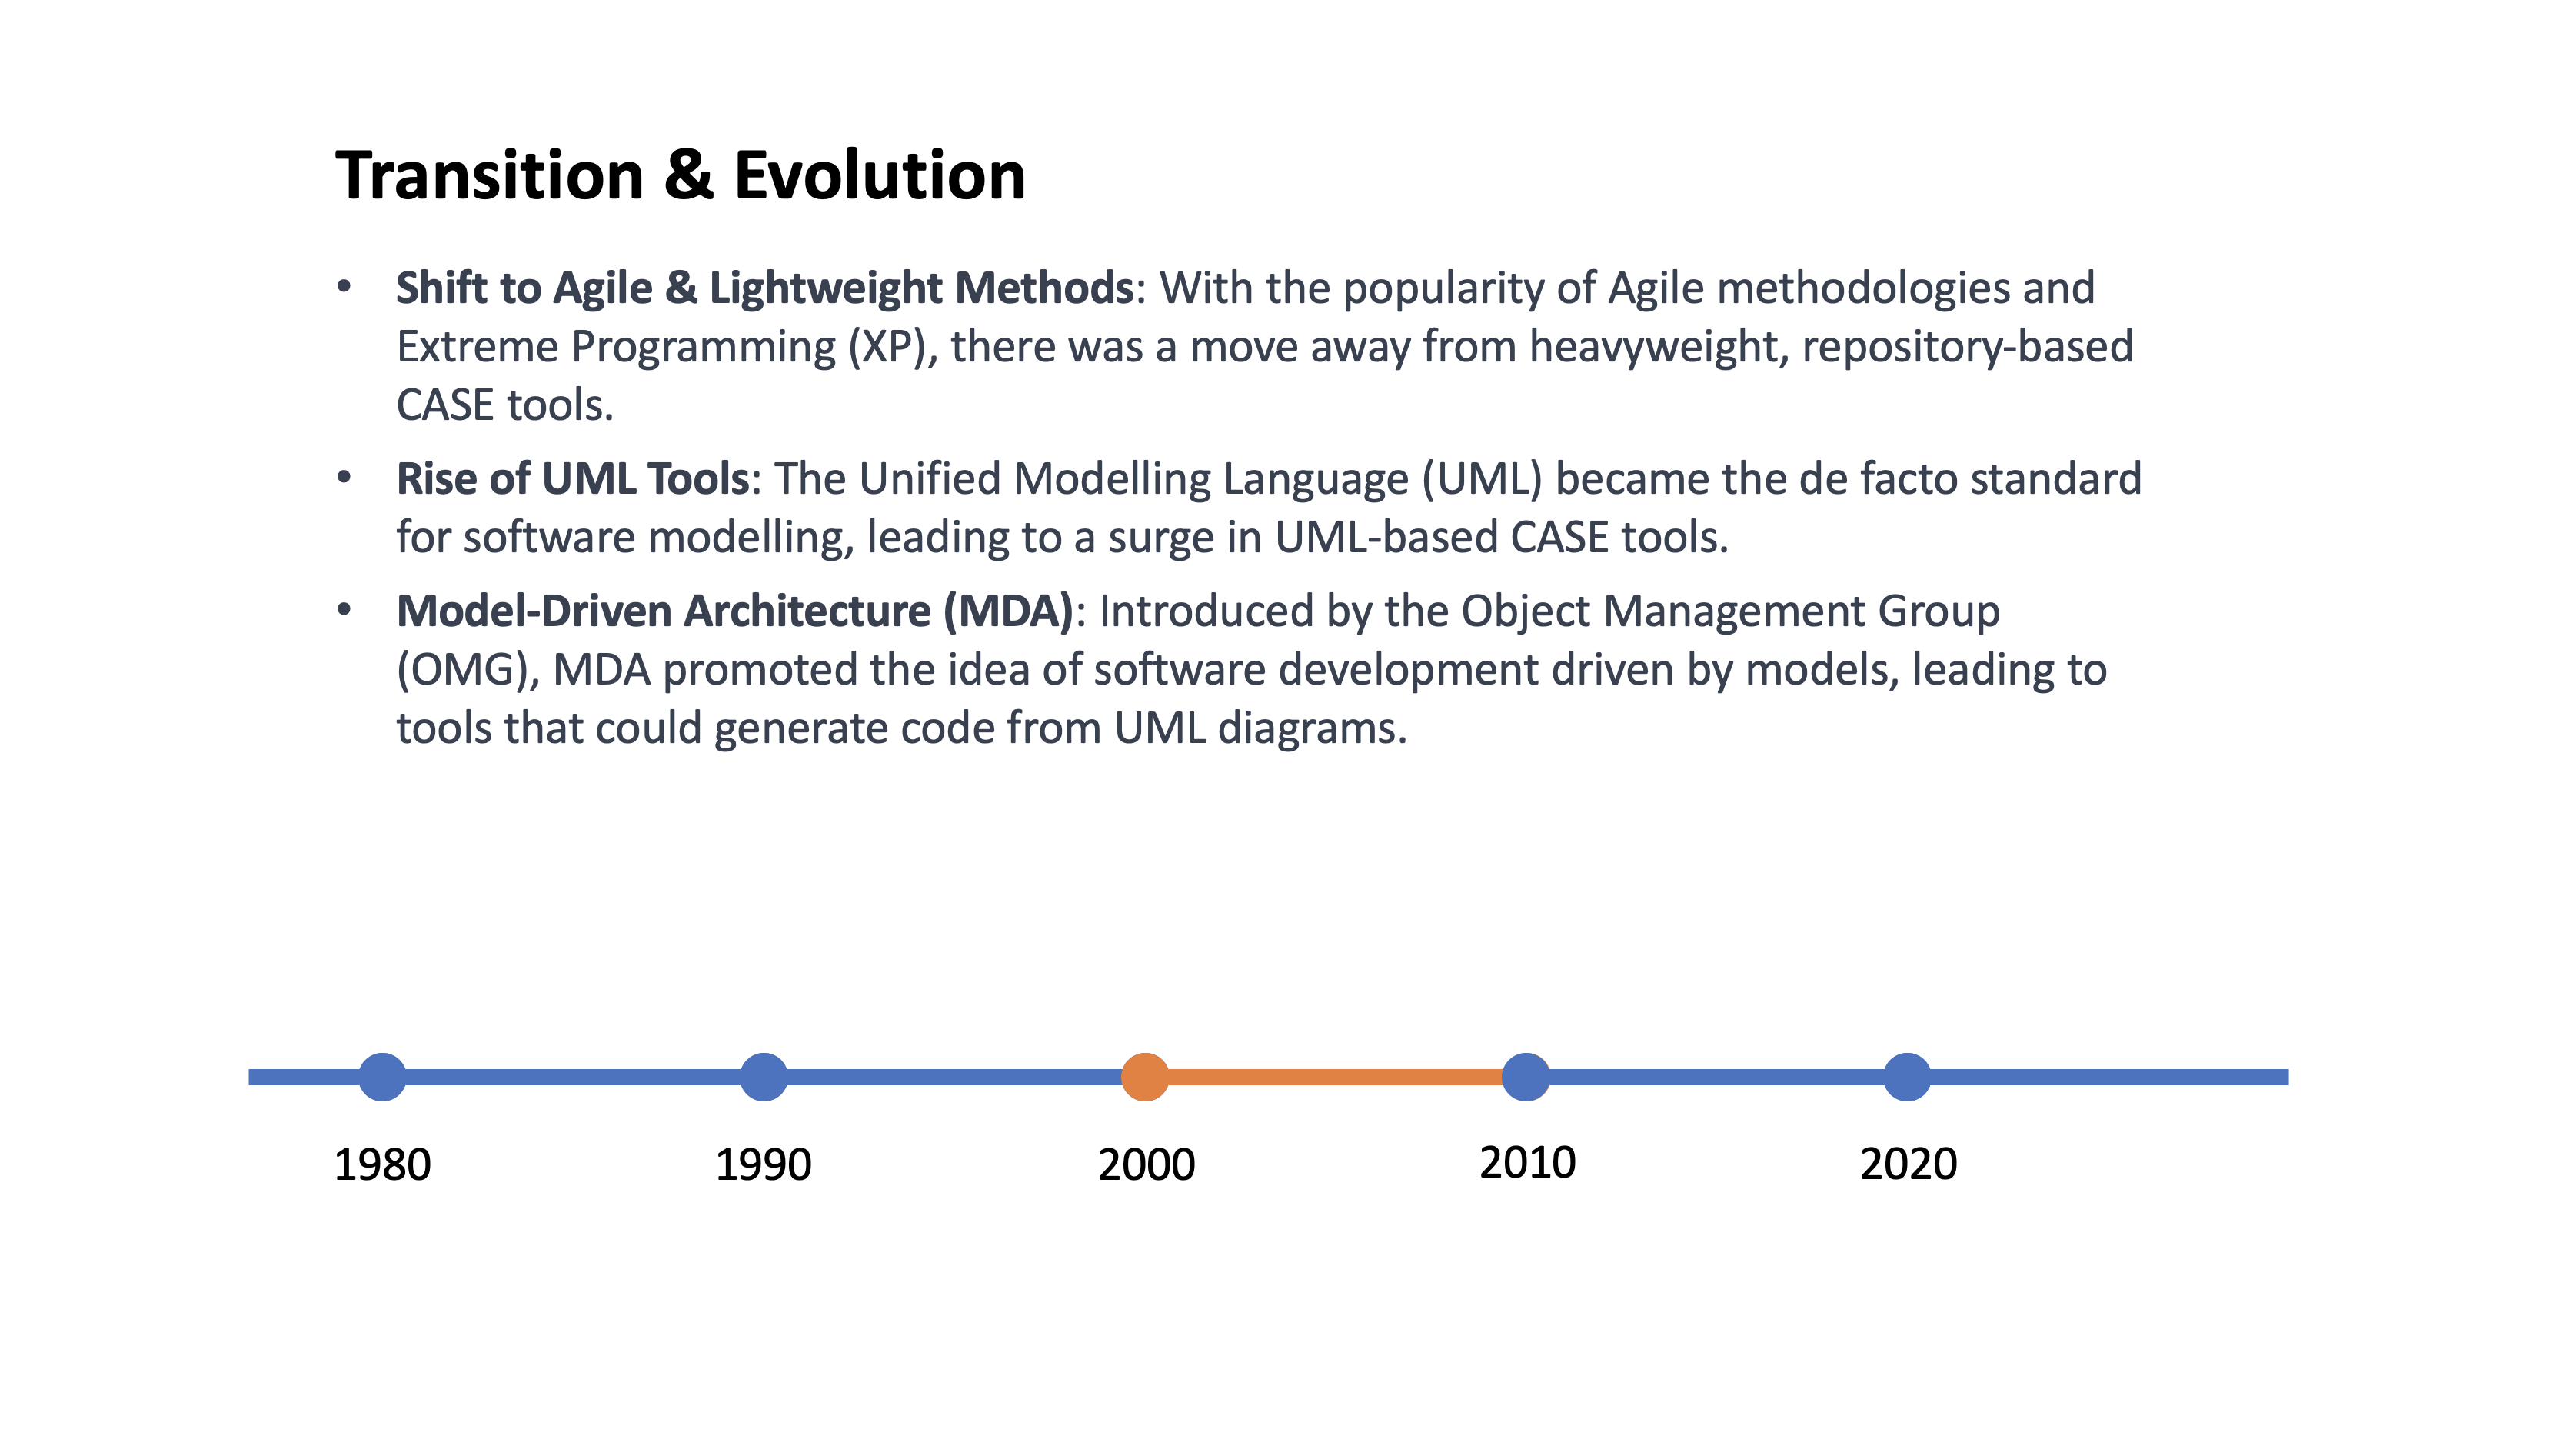 Transition & Evolution
• Shift to Agile & Lightweight Methods: With the popularity of Agile methodologies and
Extreme Programming (XP), there was a move away from heavyweight, repository-based
CASE tools.
• Rise of UML Tools: The Unified Modelling Language (UML) became the de facto standard
for software modelling, leading to a surge in UML-based CASE tools.
• Model-Driven Architecture (MDA): Introduced by the Object Management Group
(OMG), MDA promoted the idea of software development driven by models, leading to
tools that could generate code from UML diagrams.
1980 1990 2000 2010 2020